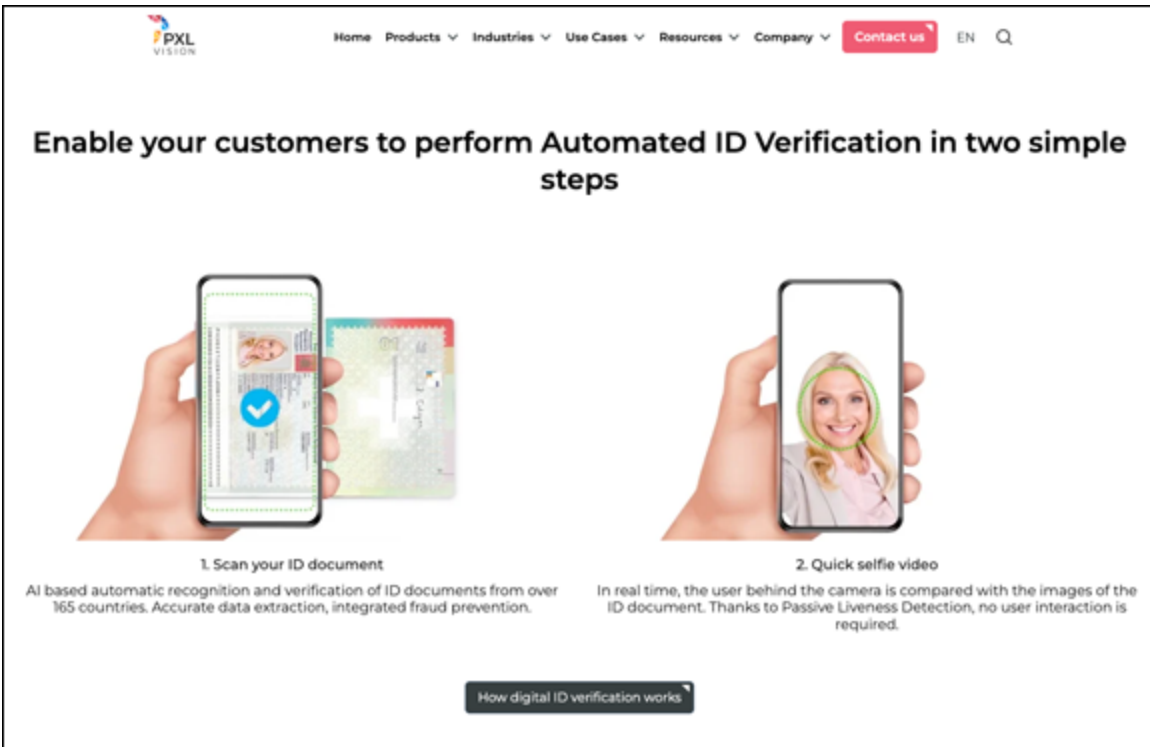 PXL
VISION
Home Products Industries Use Cases Resources Company Contact us EN
Enable your customers to perform Automated ID Verification in two simple
steps
1. Scan your ID document
AI based automatic recognition and verification of ID documents from over
165 countries. Accurate data extraction, integrated fraud prevention.
2. Quick selfie video
In real time, the user behind the camera is compared with the images of the
ID document. Thanks to Passive Liveness Detection, no user interaction is
required.
How digital ID verification works